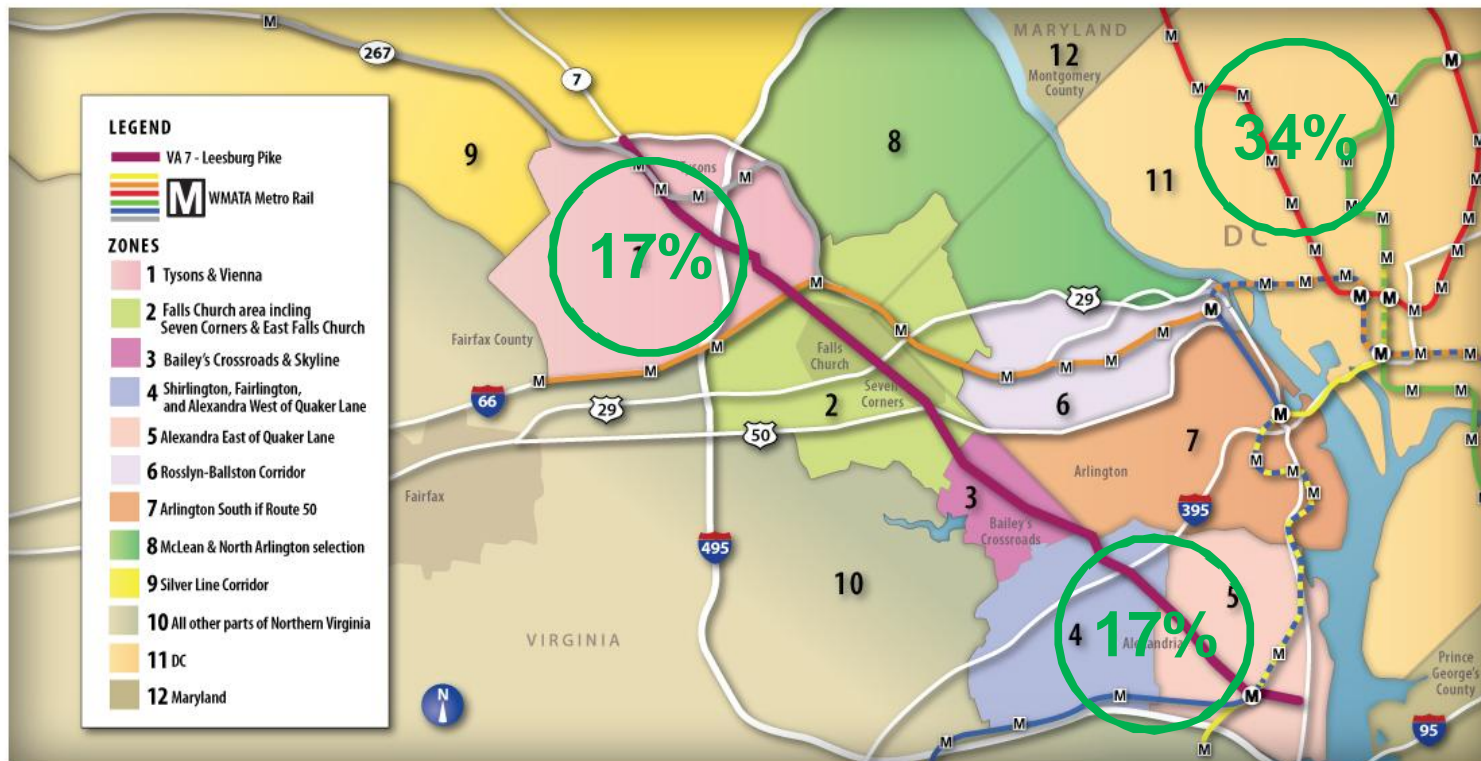 LEGEND
VA 7 - Leesburg Pike
M WMATA Metro Rail
ZONES
1 Tysons & Vienna
2 Falls Church area incling
Seven Corners & East Falls Church
3 Bailey's Crossroads & Skyline
4 Shirlington, Fairlington,
and Alexandra West of Quaker Lane
5 Alexandra East of Quaker Lane
6 Rosslyn-Ballston Corridor
7 Arlington South if Route 50
8 McLean & North Arlington selection
9 Silver Line Corridor
10 All other parts of Northern Virginia
11 DC
12 Maryland
267
7
MARYLAND
12
Montgomery
County
34%
9
8
11
Tysons
DC
17%
29
Fairfax County
Falls
Church
Seven
Corners
66
29
2
6
50
7
Arlington
Fairfax
3
395
Bailey's
Crossroads
495
10
5
VIRGINIA
4
17%
Alexandria
Prince
George's
County
N
95
M